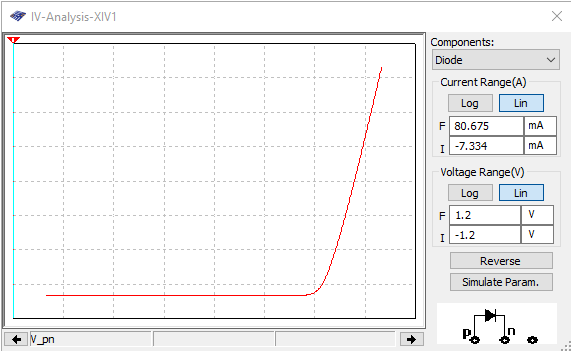 IV-Analysis-XIV1
Components:
Diode
Current Range(A)
Log Lin
F 80.675 mA
I -7.334 mA
Voltage Range(V)
Log Lin
F 1.2 V
I -1.2 V
Reverse
Simulate Param.
p n
V_pn